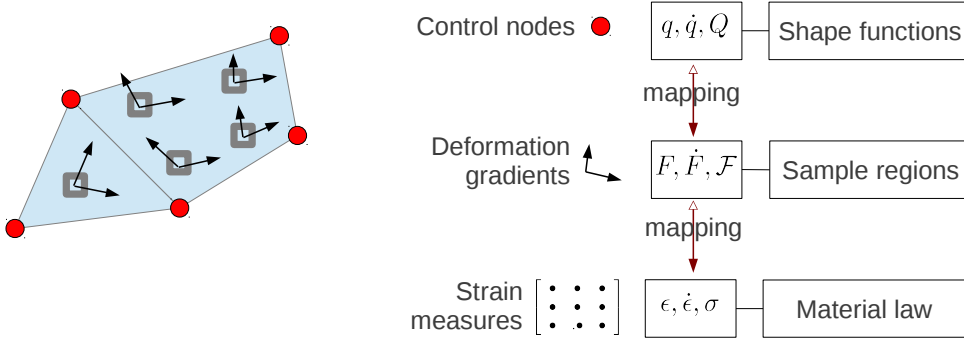 Control nodes
q, q̇, Q
Shape functions
mapping
Deformation
gradients
F, Ḟ, ℱ
Sample regions
mapping
Strain
measures
ϵ, ϵ̇, σ
Material law